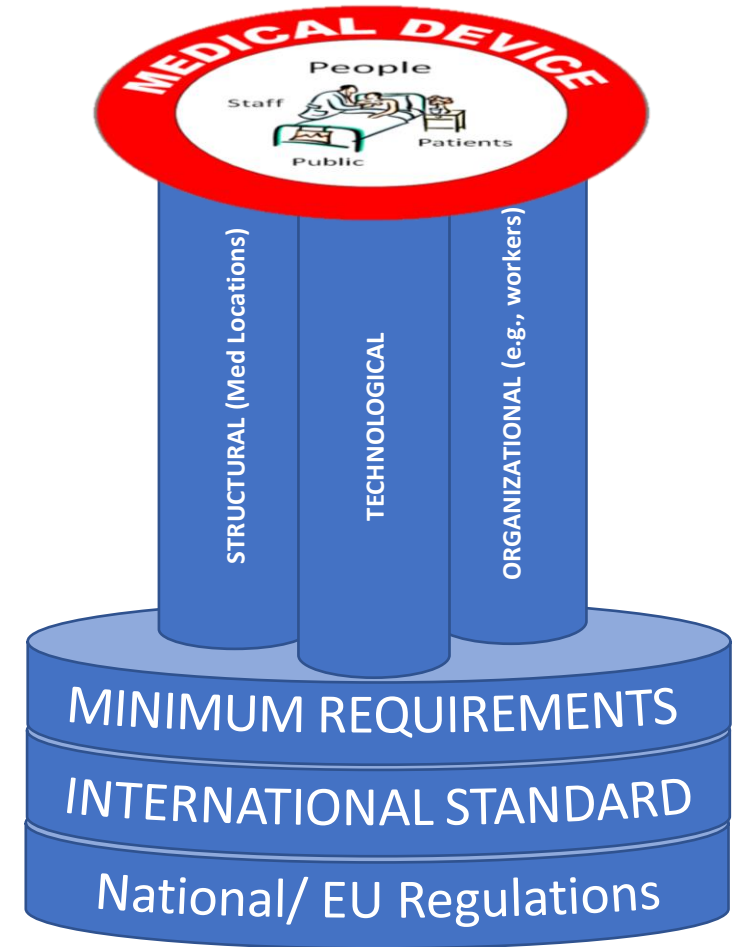 MEDICAL DEVICE
People
Staff
Patients
Public
STRUCTURAL (Med Locations)
TECHNOLOGICAL
ORGANIZATIONAL (e.g., workers)
MINIMUM REQUIREMENTS
INTERNATIONAL STANDARD
National/ EU Regulations